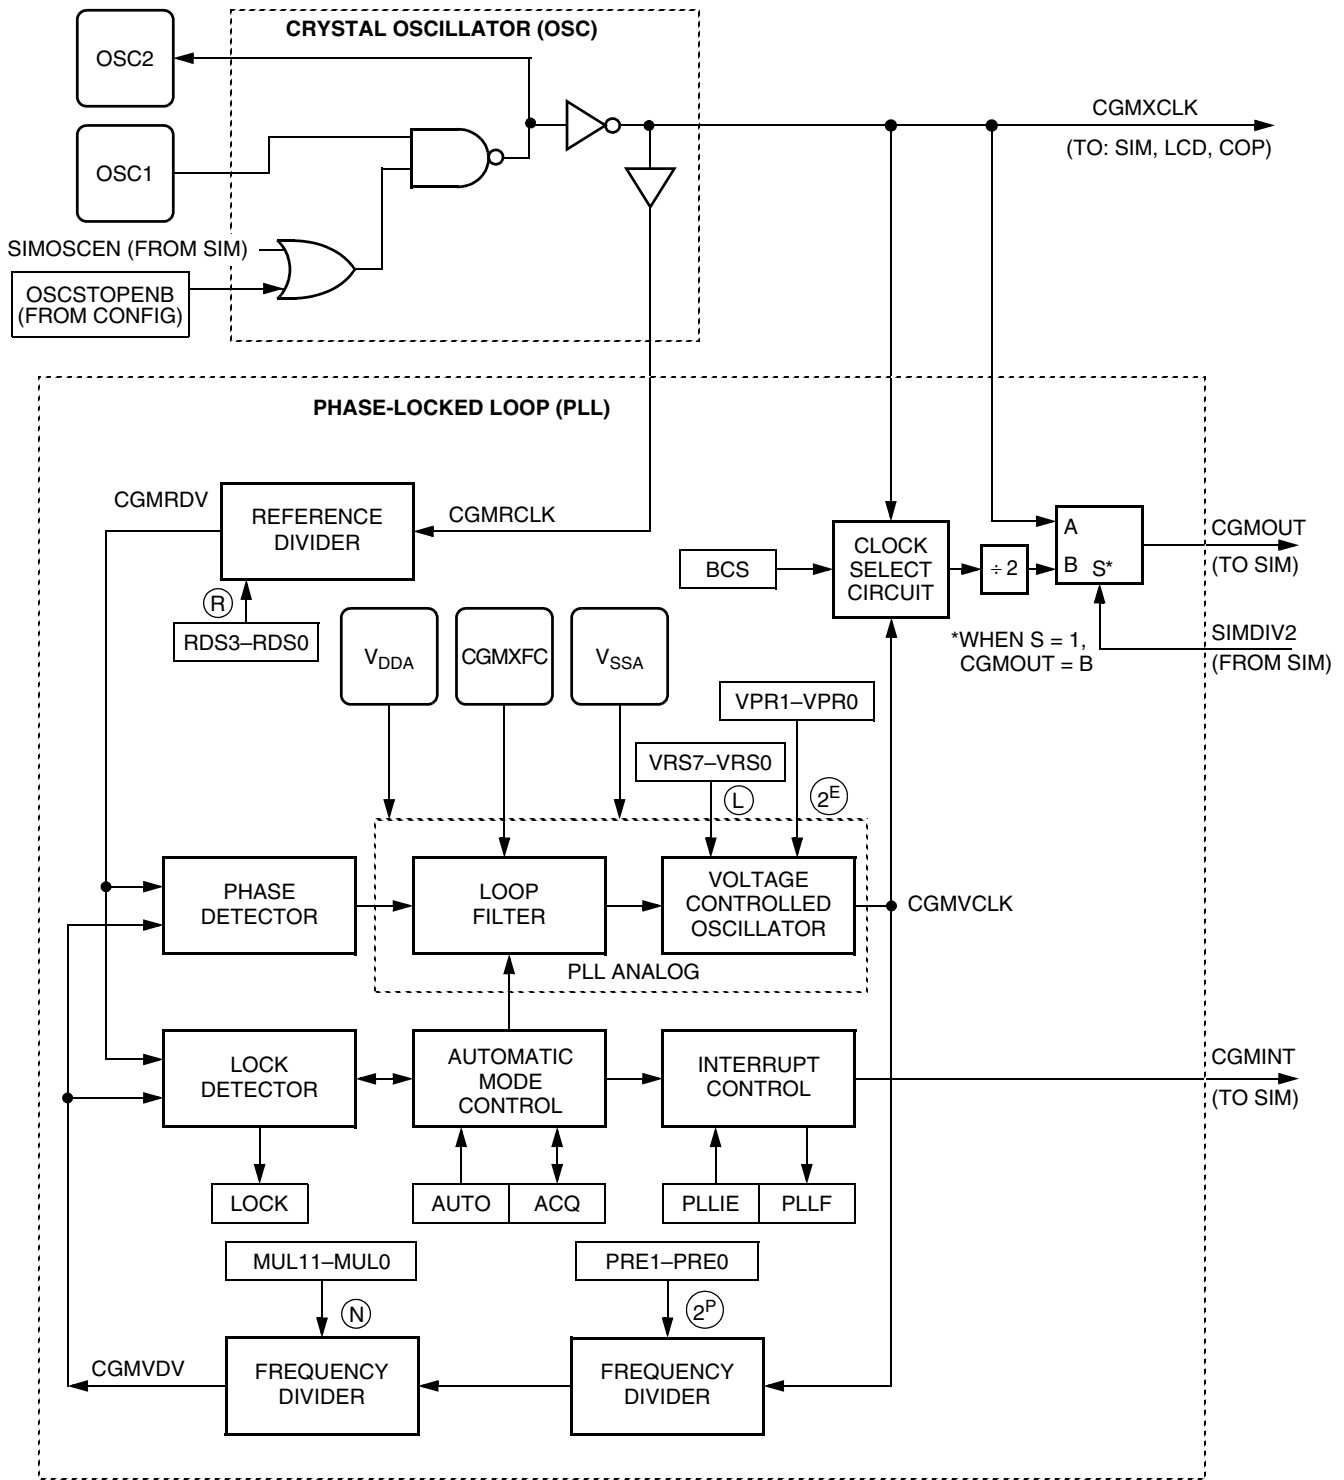 CRYSTAL OSCILLATOR (OSC)
OSC2
CGMXCLK
(TO: SIM, LCD, COP)
OSC1
SIMOSCEN (FROM SIM)
OSCSTOPENB
(FROM CONFIG)
PHASE-LOCKED LOOP (PLL)
CGMRDV
REFERENCE
DIVIDER
CGMRCLK
R
RDS3–RDS0
BCS
CLOCK
SELECT
CIRCUIT
÷ 2
A
B
S*
CGMOUT
(TO SIM)
*WHEN S = 1,
CGMOUT = B
SIMDIV2
(FROM SIM)
VDDA
CGMXFC
VSSA
VPR1–VPR0
VRS7–VRS0
L
2E
PHASE
DETECTOR
LOOP
FILTER
VOLTAGE
CONTROLLED
OSCILLATOR
CGMVCLK
PLL ANALOG
LOCK
DETECTOR
AUTOMATIC
MODE
CONTROL
INTERRUPT
CONTROL
CGMINT
(TO SIM)
LOCK
AUTO
ACQ
PLLIE
PLLF
MUL11–MUL0
PRE1–PRE0
N
2P
CGMVDV
FREQUENCY
DIVIDER
FREQUENCY
DIVIDER